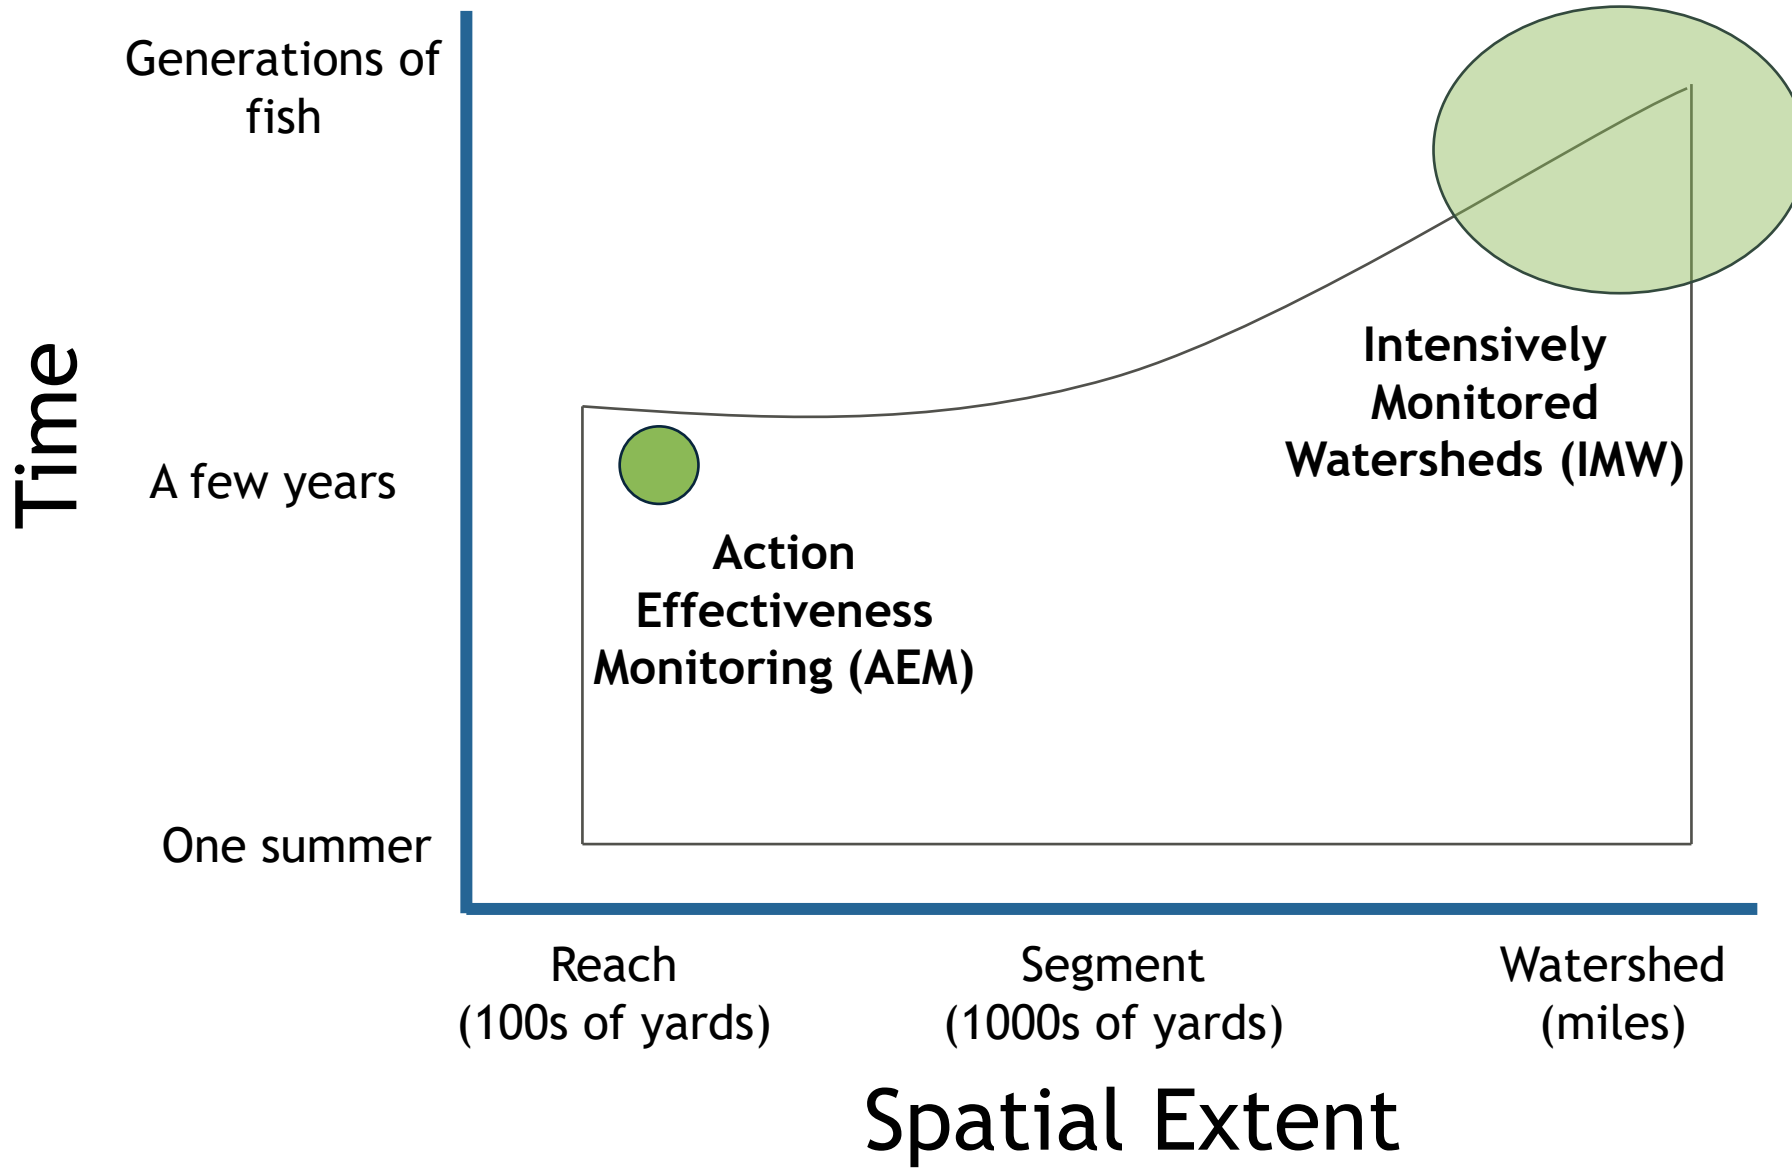 Generations of
fish
Time
A few years
One summer
Intensively
Monitored
Watersheds (IMW)
Action
Effectiveness
Monitoring (AEM)
Reach
(100s of yards)
Segment
(1000s of yards)
Watershed
(miles)
Spatial Extent